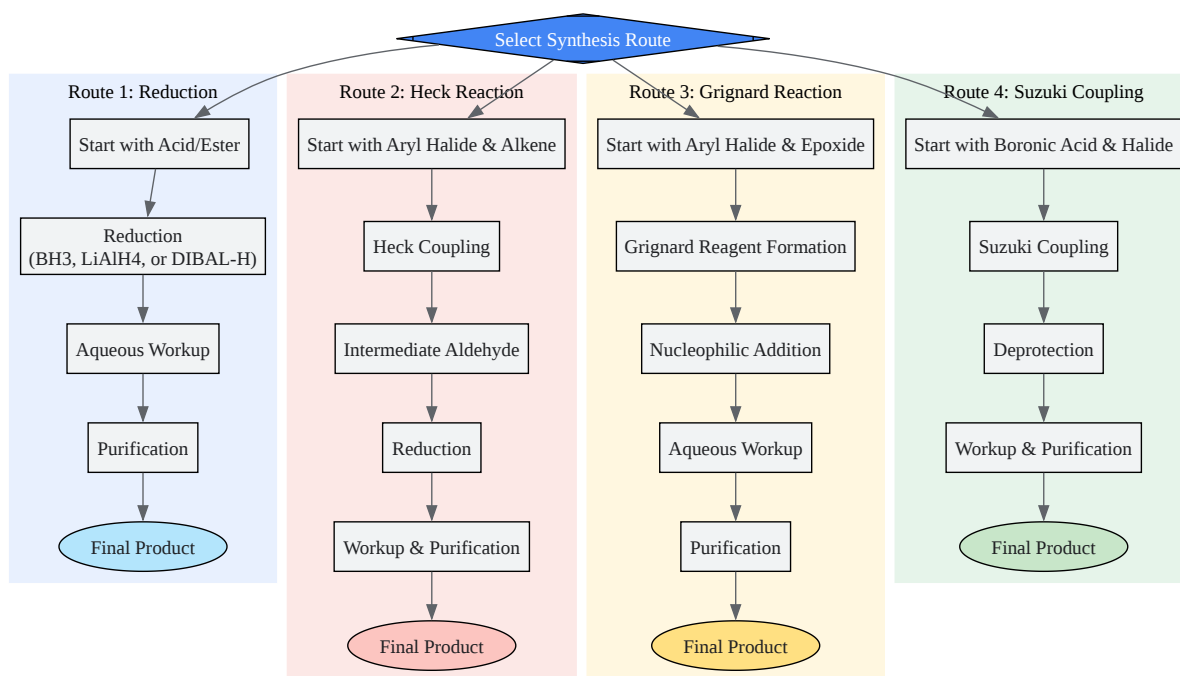 Select Synthesis Route
Route 1: Reduction
Start with Acid/Ester
Reduction
(BH3, LiAlH4, or DIBAL-H)
Aqueous Workup
Purification
Final Product
Route 2: Heck Reaction
Start with Aryl Halide & Alkene
Heck Coupling
Intermediate Aldehyde
Reduction
Workup & Purification
Final Product
Route 3: Grignard Reaction
Start with Aryl Halide & Epoxide
Grignard Reagent Formation
Nucleophilic Addition
Aqueous Workup
Purification
Final Product
Route 4: Suzuki Coupling
Start with Boronic Acid & Halide
Suzuki Coupling
Deprotection
Workup & Purification
Final Product